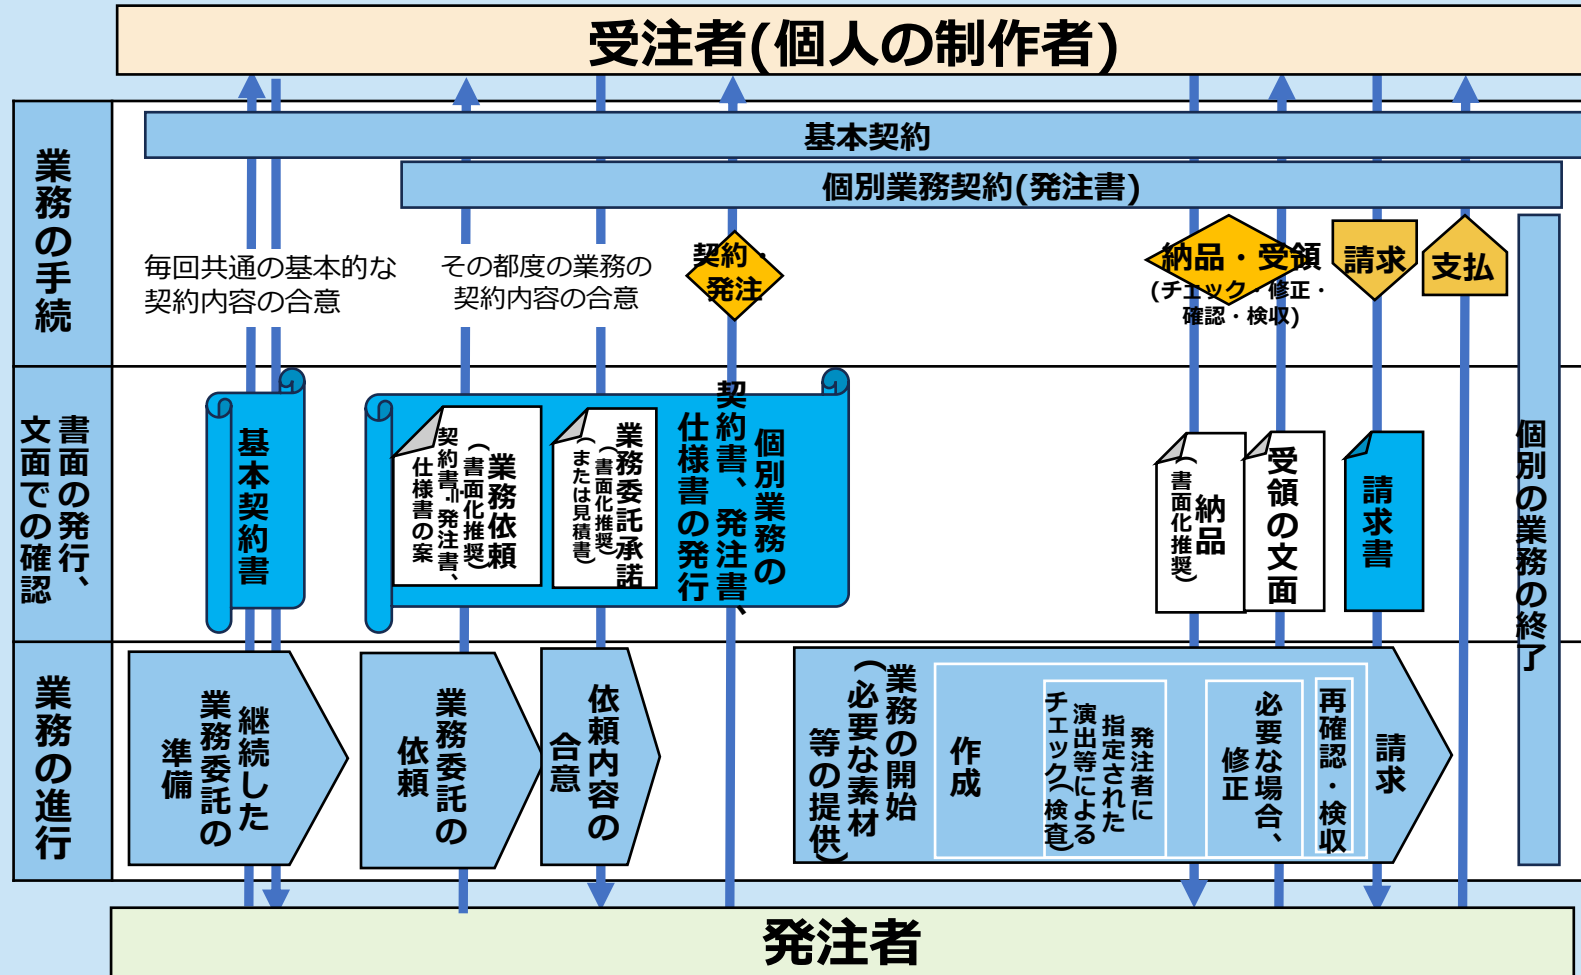 受注者(個人の制作者)
業務の手続
基本契約
個別業務契約(発注書)
毎回共通の基本的な
契約内容の合意
その都度の業務の
契約内容の合意
契約・
発注
納品・受領
(チェック・修正・
確認・検収)
請求
支払
書面の発行、
文面での確認
基本契約書
業務依頼
(書面化推奨)
契約書、発注書、
仕様書の案
業務委託承諾
(書面化推奨)
(または見積書)
個別業務の
契約書、発注書、
仕様書の発行
納品
(書面化推奨)
受領の文面
請求書
個別の業務の終了
業務の進行
継続した
業務委託の
準備
業務委託の
依頼
依頼内容の
合意
業務の開始
(必要な素材
等の提供)
作成
発注者に
指定された
演出等による
チェック(検査)
必要な場合、
修正
再確認・検収
請求
発注者